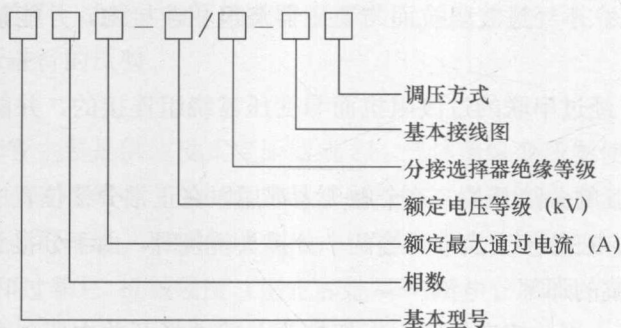 □□□-□/□-□□
调压方式
基本接线图
分接选择器绝缘等级
额定电压等级 (kV)
额定最大通过电流 (A)
相数
基本型号